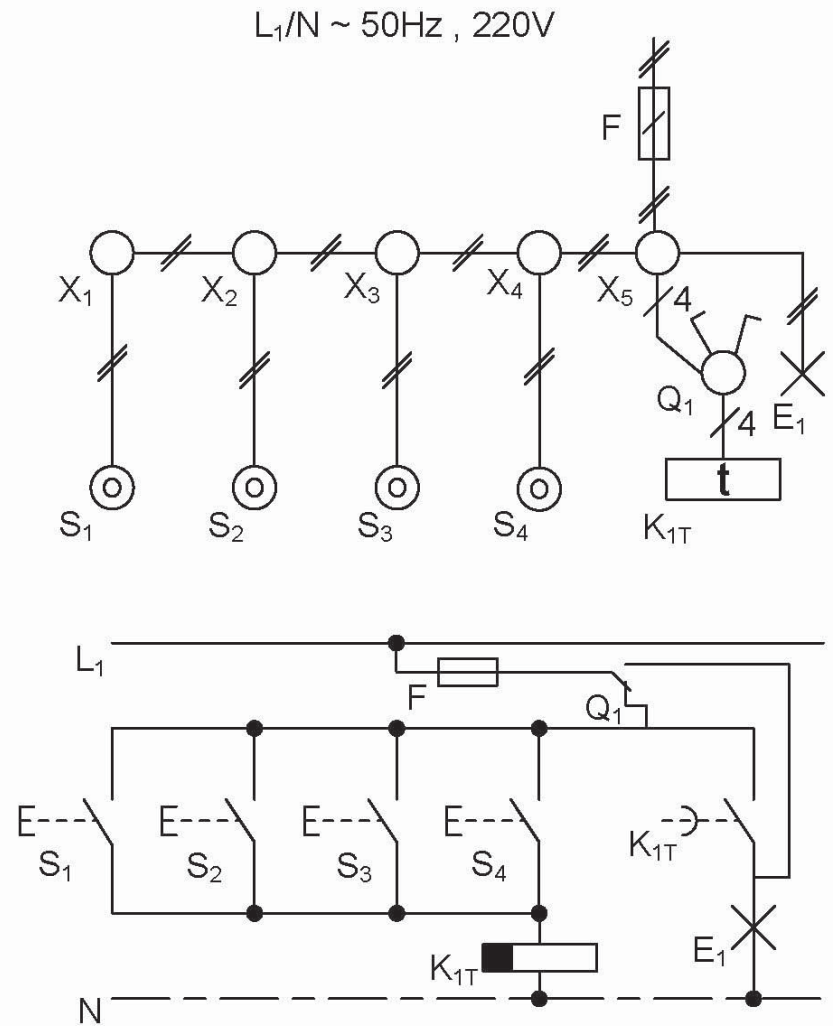 L₁/N ~ 50Hz , 220V
F
X₁ X₂ X₃ X₄ X₅ 4
Q₁ E₁
4
t
S₁ S₂ S₃ S₄ K₁T
L₁
F Q₁
E E E E
S₁ S₂ S₃ S₄ K₁T
K₁T E₁
N